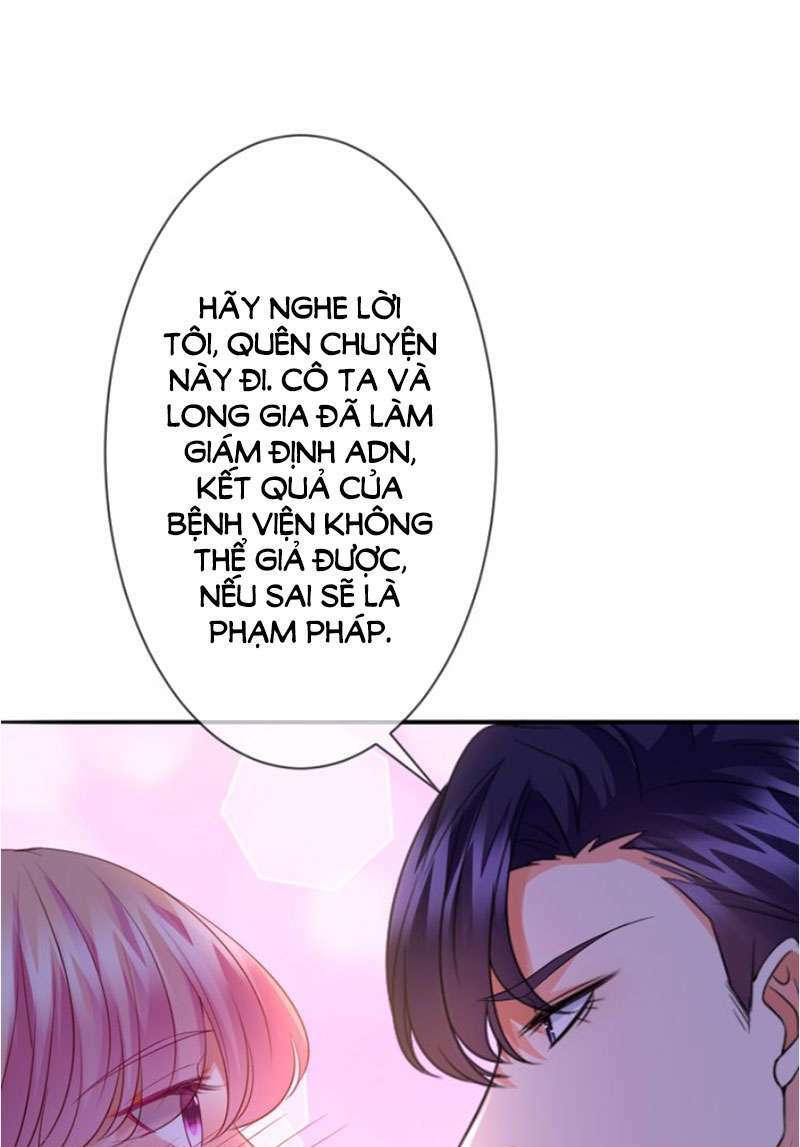 HÃY NGHE LỜI
TÔI, QUÊN CHUYỆN
NÀY ĐI. CÔ TA VÀ
LONG GIA ĐÃ LÀM
GIÁM ĐỊNH ADN,
KẾT QUẢ CỦA
BỆNH VIỆN KHÔNG
THỂ GIẢ ĐƯỢC,
NẾU SAI SẼ LÀ
PHẠM PHÁP.